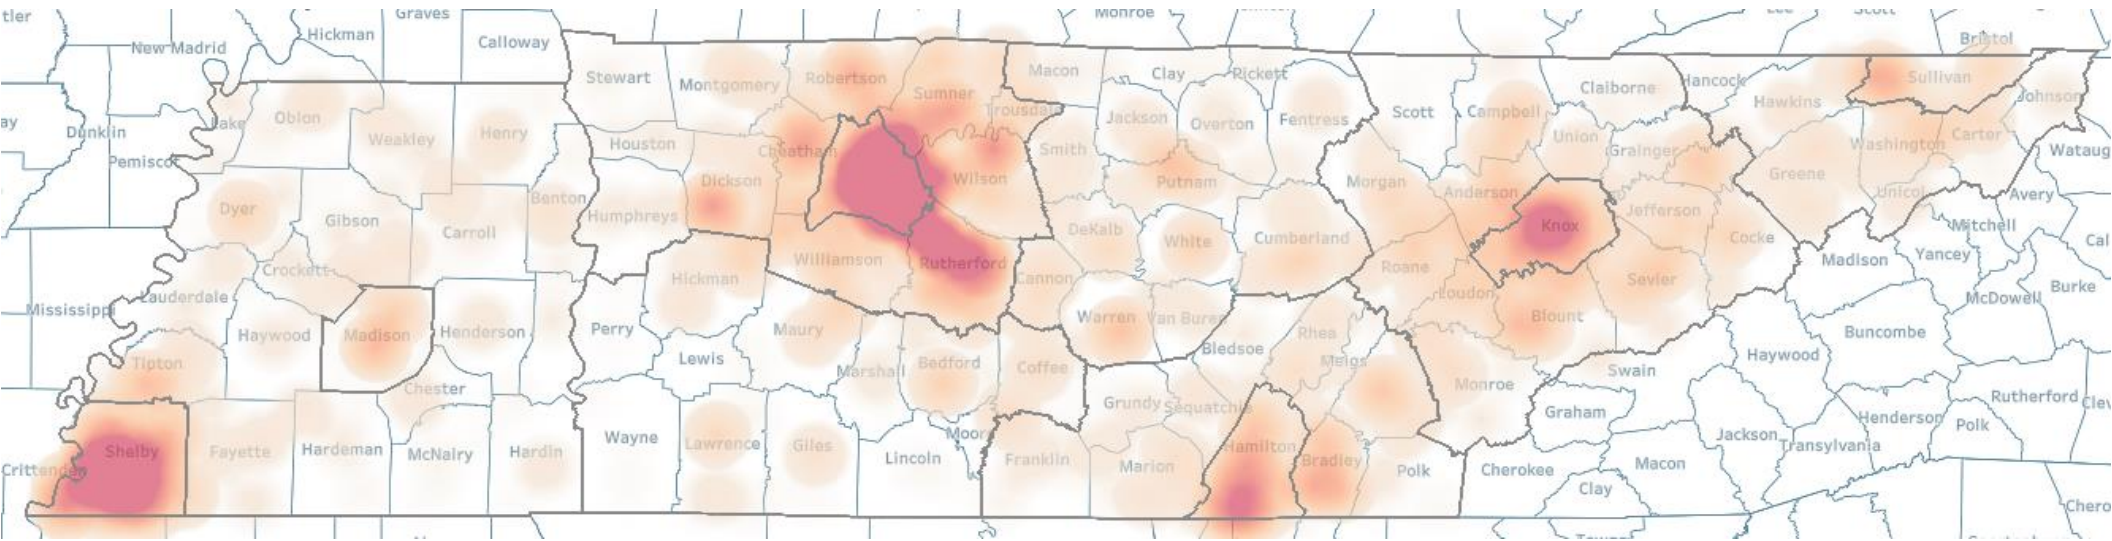 Graves
Monroe
Scott
Hickman
Calloway
New Madrid
Bristol
Stewart
Montgomery
Robertson
Sumner
Macon
Clay
Pickett
Scott
Campbell
Claiborne
Hancock
Hawkins
Sullivan
Johnson
Dunklin
Lake
Obion
Weakley
Henry
Houston
Cheatham
Trousdale
Smith
Jackson
Overton
Fentress
Union
Grainger
Washington
Carter
Pemiscot
Dickson
Wilson
Putnam
Morgan
Anderson
Greene
Unicoi
Avery
Dyer
Gibson
Carroll
Benton
Humphreys
DeKalb
White
Cumberland
Knox
Jefferson
Cocke
Mitchell
Crockett
Hickman
Williamson
Rutherford
Cannon
Roane
Loudon
Sevier
Madison
Yancey
Mississippi
Lauderdale
Haywood
Madison
Henderson
Perry
Maury
Warren
Van Buren
Rhea
Blount
Buncombe
McDowell
Burke
Tipton
Chester
Lewis
Marshall
Bedford
Coffee
Bledsoe
Meigs
Monroe
Swain
Haywood
Shelby
Fayette
Hardeman
McNairy
Hardin
Wayne
Lawrence
Giles
Lincoln
Moore
Grundy
Sequatchie
Hamilton
Bradley
Polk
Graham
Jackson
Henderson
Rutherford
Polk
Transylvania
Crittenden
Franklin
Marion
Cherokee
Macon
Clay